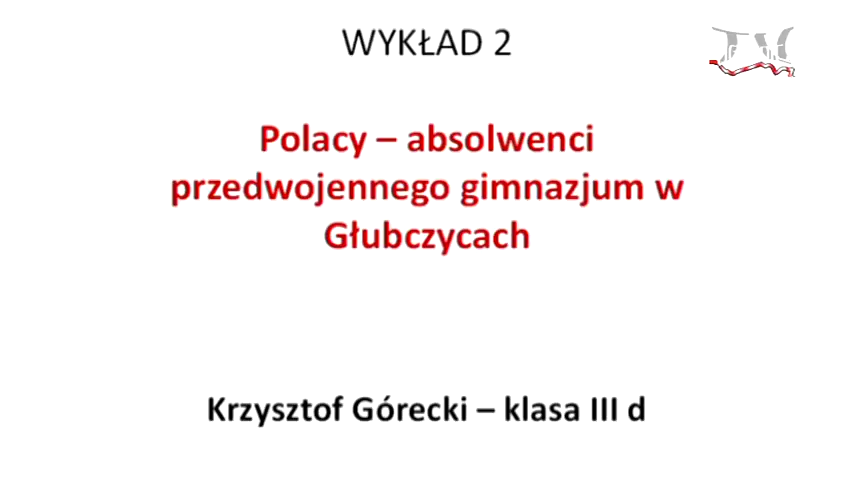 WYKŁAD 2
Polacy – absolwenci
przedwojennego gimnazjum w
Głubczycach
Krzysztof Górecki – klasa III d